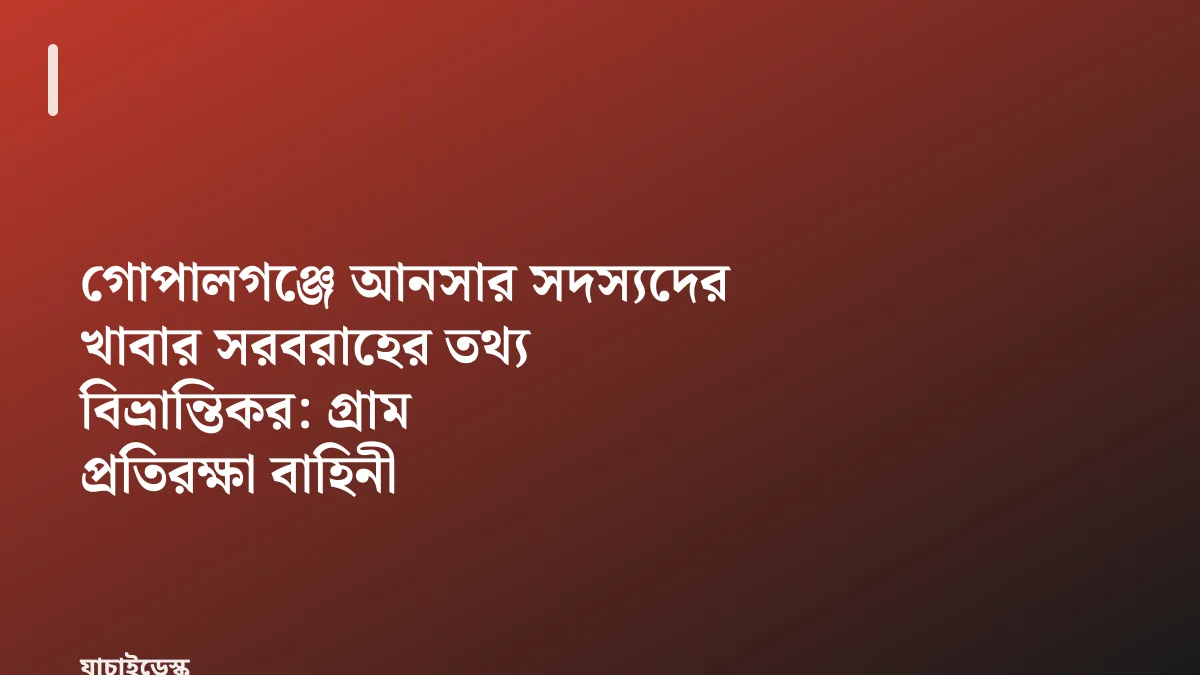 গোপালগঞ্জে আনসার সদস্যদের
খাবার সরবরাহের তথ্য
বিভ্রান্তিকর: গ্রাম
প্রতিরক্ষা বাহিনী
যাচাইডেস্ক